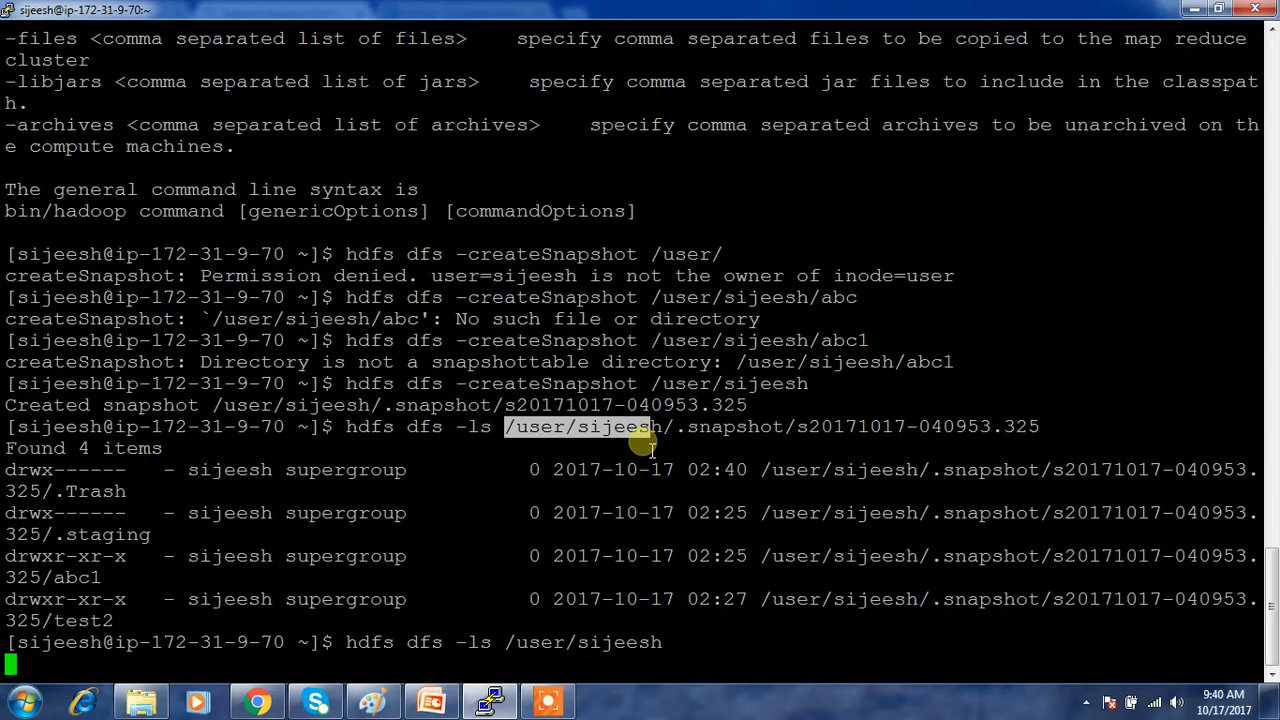 sijeesh@ip-172-31-9-70:~
-files <comma separated list of files>    specify comma separated files to be copied to the map reduce
cluster
-libjars <comma separated list of jars>    specify comma separated jar files to include in the classpat
h.
-archives <comma separated list of archives>    specify comma separated archives to be unarchived on th
e compute machines.
The general command line syntax is
bin/hadoop command [genericOptions] [commandOptions]
[sijeesh@ip-172-31-9-70 ~]$ hdfs dfs -createSnapshot /user/
createSnapshot: Permission denied. user=sijeesh is not the owner of inode=user
[sijeesh@ip-172-31-9-70 ~]$ hdfs dfs -createSnapshot /user/sijeesh/abc
createSnapshot: `/user/sijeesh/abc': No such file or directory
[sijeesh@ip-172-31-9-70 ~]$ hdfs dfs -createSnapshot /user/sijeesh/abc1
createSnapshot: Directory is not a snapshottable directory: /user/sijeesh/abc1
[sijeesh@ip-172-31-9-70 ~]$ hdfs dfs -createSnapshot /user/sijeesh
Created snapshot /user/sijeesh/.snapshot/s20171017-040953.325
[sijeesh@ip-172-31-9-70 ~]$ hdfs dfs -ls /user/sijeesh/.snapshot/s20171017-040953.325
Found 4 items
drwx------   - sijeesh supergroup          0 2017-10-17 02:40 /user/sijeesh/.snapshot/s20171017-040953.
325/.Trash
drwx------   - sijeesh supergroup          0 2017-10-17 02:25 /user/sijeesh/.snapshot/s20171017-040953.
325/.staging
drwxr-xr-x   - sijeesh supergroup          0 2017-10-17 02:25 /user/sijeesh/.snapshot/s20171017-040953.
325/abc1
drwxr-xr-x   - sijeesh supergroup          0 2017-10-17 02:27 /user/sijeesh/.snapshot/s20171017-040953.
325/test2
[sijeesh@ip-172-31-9-70 ~]$ hdfs dfs -ls /user/sijeesh
9:40 AM
10/17/2017